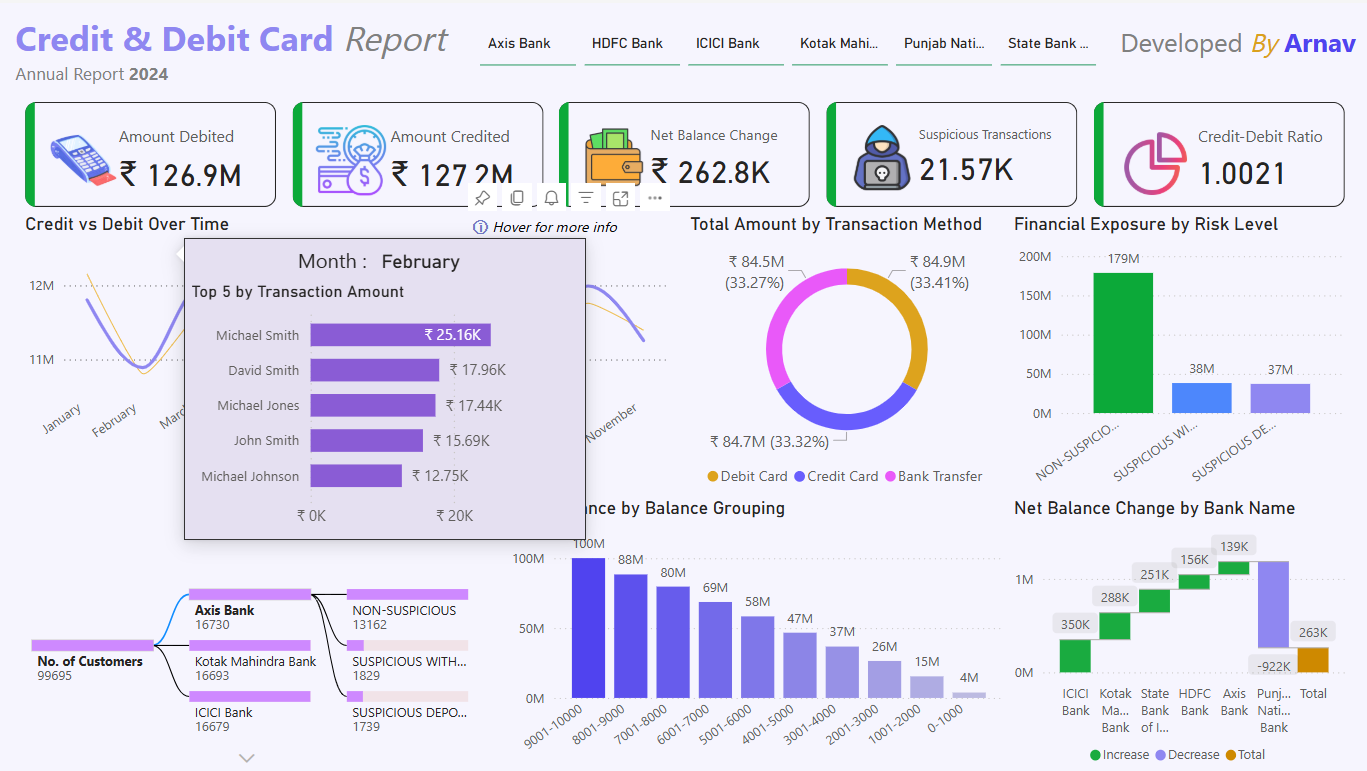 Credit & Debit Card Report
Annual Report 2024
Axis Bank
HDFC Bank
ICICI Bank
Kotak Mahi...
Punjab Nati...
State Bank ...
Developed By Arnav
Amount Debited
₹ 126.9M
Amount Credited
₹ 127.2M
Net Balance Change
₹ 262.8K
Suspicious Transactions
21.57K
Credit-Debit Ratio
1.0021
Credit vs Debit Over Time
Hover for more info
12M
11M
January
February
November
Month : February
Top 5 by Transaction Amount
Michael Smith
₹ 25.16K
David Smith
₹ 17.96K
Michael Jones
₹ 17.44K
John Smith
₹ 15.69K
Michael Johnson
₹ 12.75K
₹ 0K
₹ 20K
Total Amount by Transaction Method
₹ 84.5M
(33.27%)
₹ 84.9M
(33.41%)
₹ 84.7M (33.32%)
Debit Card
Credit Card
Bank Transfer
Financial Exposure by Risk Level
200M
150M
100M
50M
0M
179M
38M
37M
NON-SUSPICIO...
SUSPICIOUS WI...
SUSPICIOUS DE...
No. of Customers
99695
Axis Bank
16730
Kotak Mahindra Bank
16693
ICICI Bank
16679
NON-SUSPICIOUS
13162
SUSPICIOUS WITH...
1829
SUSPICIOUS DEPO...
1739
by Balance Grouping
100M
50M
0M
100M
88M
80M
69M
58M
47M
37M
26M
15M
4M
9001-10000
8001-9000
7001-8000
6001-7000
5001-6000
4001-5000
3001-4000
2001-3000
1001-2000
0-1000
Net Balance Change by Bank Name
1M
0M
350K
288K
251K
156K
139K
-922K
263K
ICICI
Bank
Kotak
Ma...
Bank
State
Bank
of I...
HDFC
Bank
Axis
Bank
Punj...
Nati...
Bank
Total
Increase
Decrease
Total